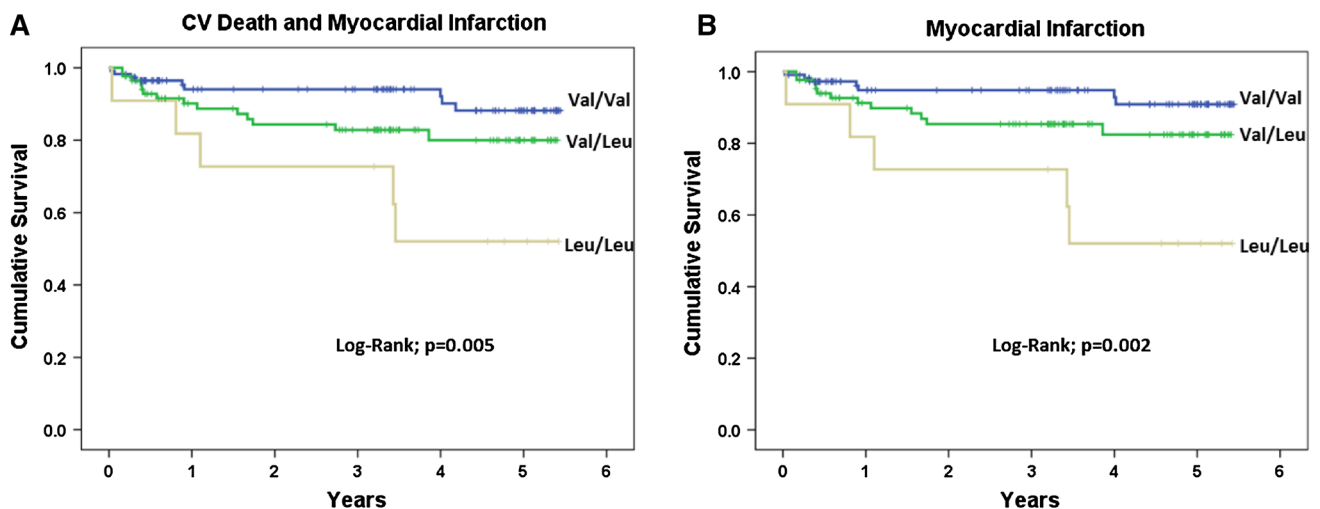 A
CV Death and Myocardial Infarction
Cumulative Survival
1.0
0.8
0.6
0.4
0.2
0.0
Val/Val
Val/Leu
Leu/Leu
Log-Rank; p=0.005
0 1 2 3 4 5 6
Years
B
Myocardial Infarction
Cumulative Survival
1.0
0.8
0.6
0.4
0.2
0.0
Val/Val
Val/Leu
Leu/Leu
Log-Rank; p=0.002
0 1 2 3 4 5 6
Years